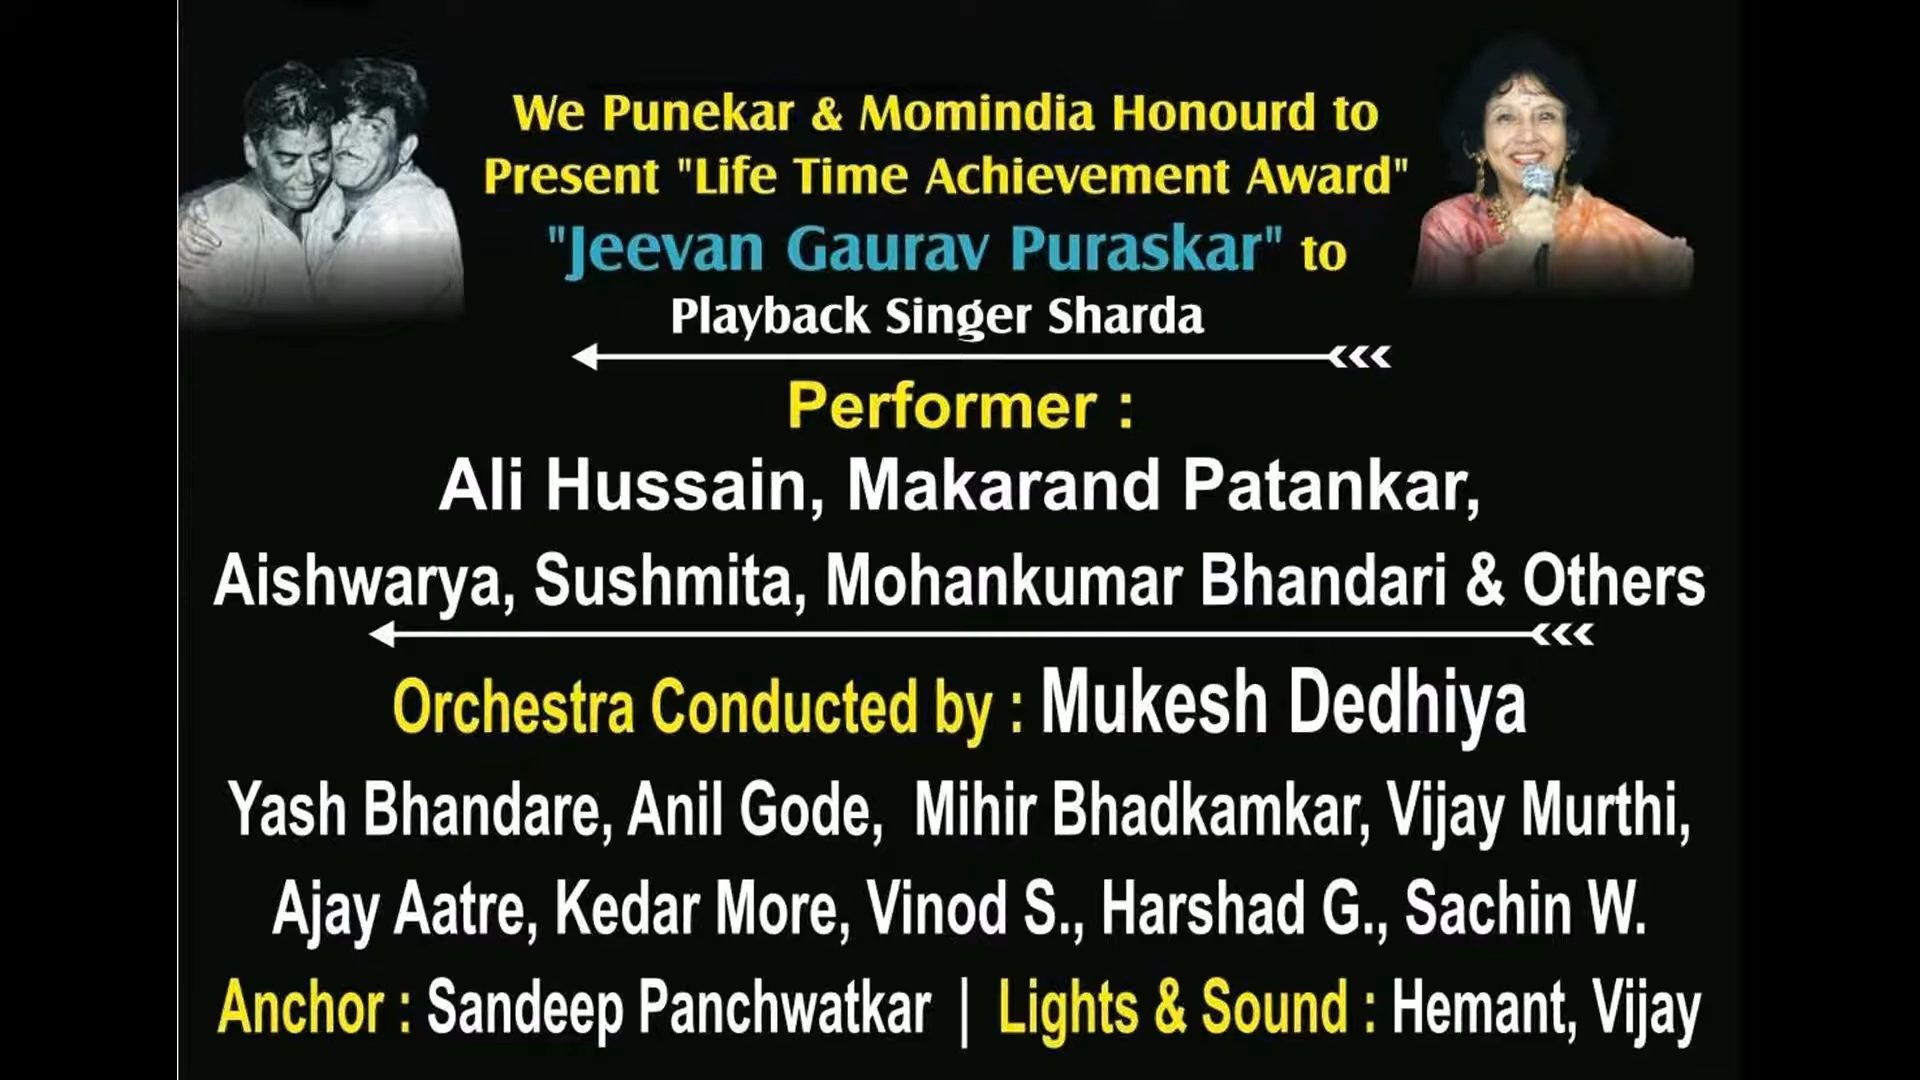 We Punekar & Momindia Honourd to
Present "Life Time Achievement Award"
"Jeevan Gaurav Puraskar" to
Playback Singer Sharda
Performer :
Ali Hussain, Makarand Patankar,
Aishwarya, Sushmita, Mohankumar Bhandari & Others
Orchestra Conducted by : Mukesh Dedhiya
Yash Bhandare, Anil Gode, Mihir Bhadkamkar, Vijay Murthi,
Ajay Aatre, Kedar More, Vinod S., Harshad G., Sachin W.
Anchor : Sandeep Panchwatkar | Lights & Sound : Hemant, Vijay